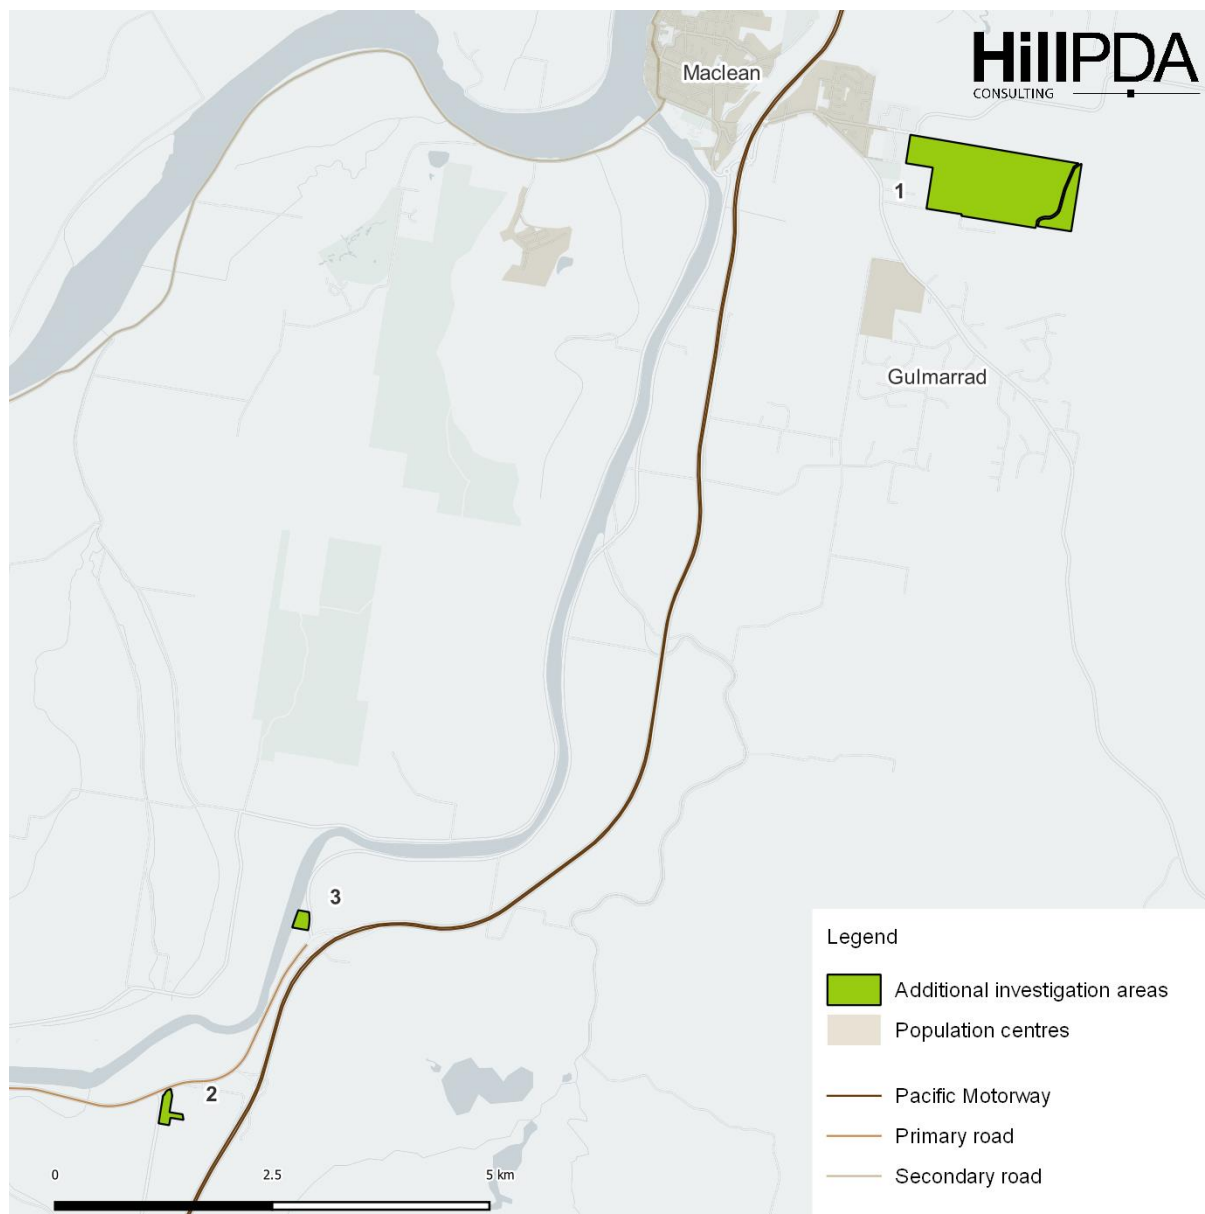 Maclean
HillPDA
CONSULTING
1
Gulmarrad
3
2
Legend
Additional investigation areas
Population centres
Pacific Motorway
Primary road
Secondary road
0 2.5 5 km